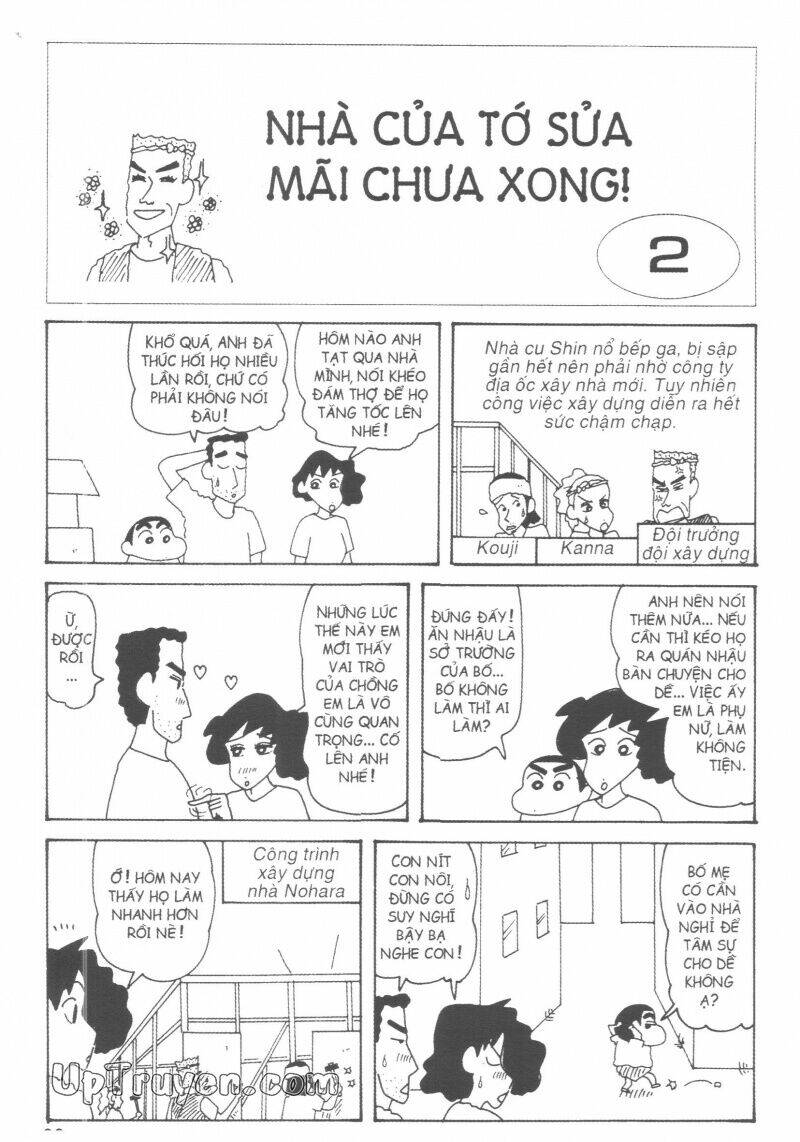 NHÀ CỦA TỚ SỬA
MÃI CHƯA XONG!
2
Nhà cu Shin nổ bếp ga, bị sập
gần hết nên phải nhờ công ty
địa ốc xây nhà mới. Tuy nhiên
công việc xây dựng diễn ra hết
sức chậm chạp.
Đội trưởng
đội xây dựng
Kanna
Kouji
HÔM NÀO ANH
TẠT QUA NHÀ
MÌNH, NÓI KHÉO
ĐÁM THỢ ĐỂ HỌ
TĂNG TỐC LÊN
NHÉ!
KHỔ QUÁ, ANH ĐÃ
THÚC HỐI HỌ NHIỀU
LẦN RỒI, CHỨ CÓ
PHẢI KHÔNG NÓI
ĐÂU!
ANH NÊN NÓI
THÊM NỮA... NẾU
CẦN THÌ KÉO HỌ
RA QUÁN NHẬU
BÀN CHUYỆN CHO
DỄ... VIỆC ẤY
EM LÀ PHỤ
NỮ, LÀM
KHÔNG
TIỆN.
ĐÚNG ĐẤY!
ĂN NHẬU LÀ
SỞ TRƯỜNG
CỦA BỐ...
BỐ KHÔNG
LÀM THÌ AI
LÀM?
NHỮNG LÚC
THẾ NÀY EM
MỚI THẤY
VAI TRÒ
CỦA CHỒNG
EM LÀ VÔ
CÙNG QUAN
TRỌNG... CỐ
LÊN ANH
NHÉ!
Ừ,
ĐƯỢC
RỒI
...
BỐ MẸ
CÓ CẦN
VÀO NHÀ
NGHỈ ĐỂ
TÂM SỰ
CHO DỄ
KHÔNG
Ạ?
CON NÍT
CON NÔI,
ĐỪNG CÓ
SUY NGHĨ
BẬY BẠ
NGHE CON!
Công trình
xây dựng
nhà Nohara
Ớ! HÔM NAY
THẤY HỌ LÀM
NHANH HƠN
RỒI NÈ!
UpTruyen.com